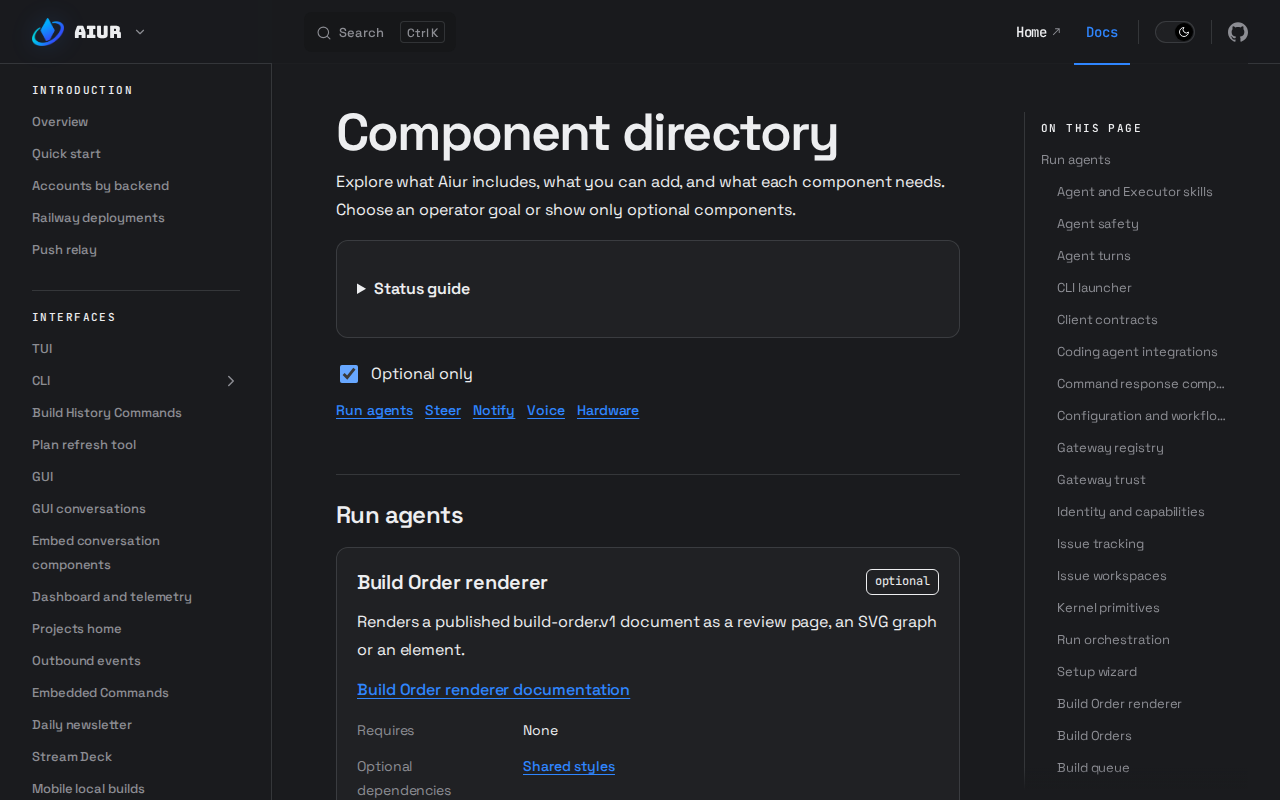 AIUR
Search
Ctrl K
Home
Docs
INTRODUCTION
Overview
Quick start
Accounts by backend
Railway deployments
Push relay
INTERFACES
TUI
CLI
Build History Commands
Plan refresh tool
GUI
GUI conversations
Embed conversation
components
Dashboard and telemetry
Projects home
Outbound events
Embedded Commands
Daily newsletter
Stream Deck
Mobile local builds
Component directory
Explore what Aiur includes, what you can add, and what each component needs.
Choose an operator goal or show only optional components.
Status guide
Optional only
Run agents Steer Notify Voice Hardware
Run agents
Build Order renderer
optional
Renders a published build-order.v1 document as a review page, an SVG graph
or an element.
Build Order renderer documentation
Requires None
Optional Shared styles
dependencies
ON THIS PAGE
Run agents
Agent and Executor skills
Agent safety
Agent turns
CLI launcher
Client contracts
Coding agent integrations
Command response comp...
Configuration and workflo...
Gateway registry
Gateway trust
Identity and capabilities
Issue tracking
Issue workspaces
Kernel primitives
Run orchestration
Setup wizard
Build Order renderer
Build Orders
Build queue